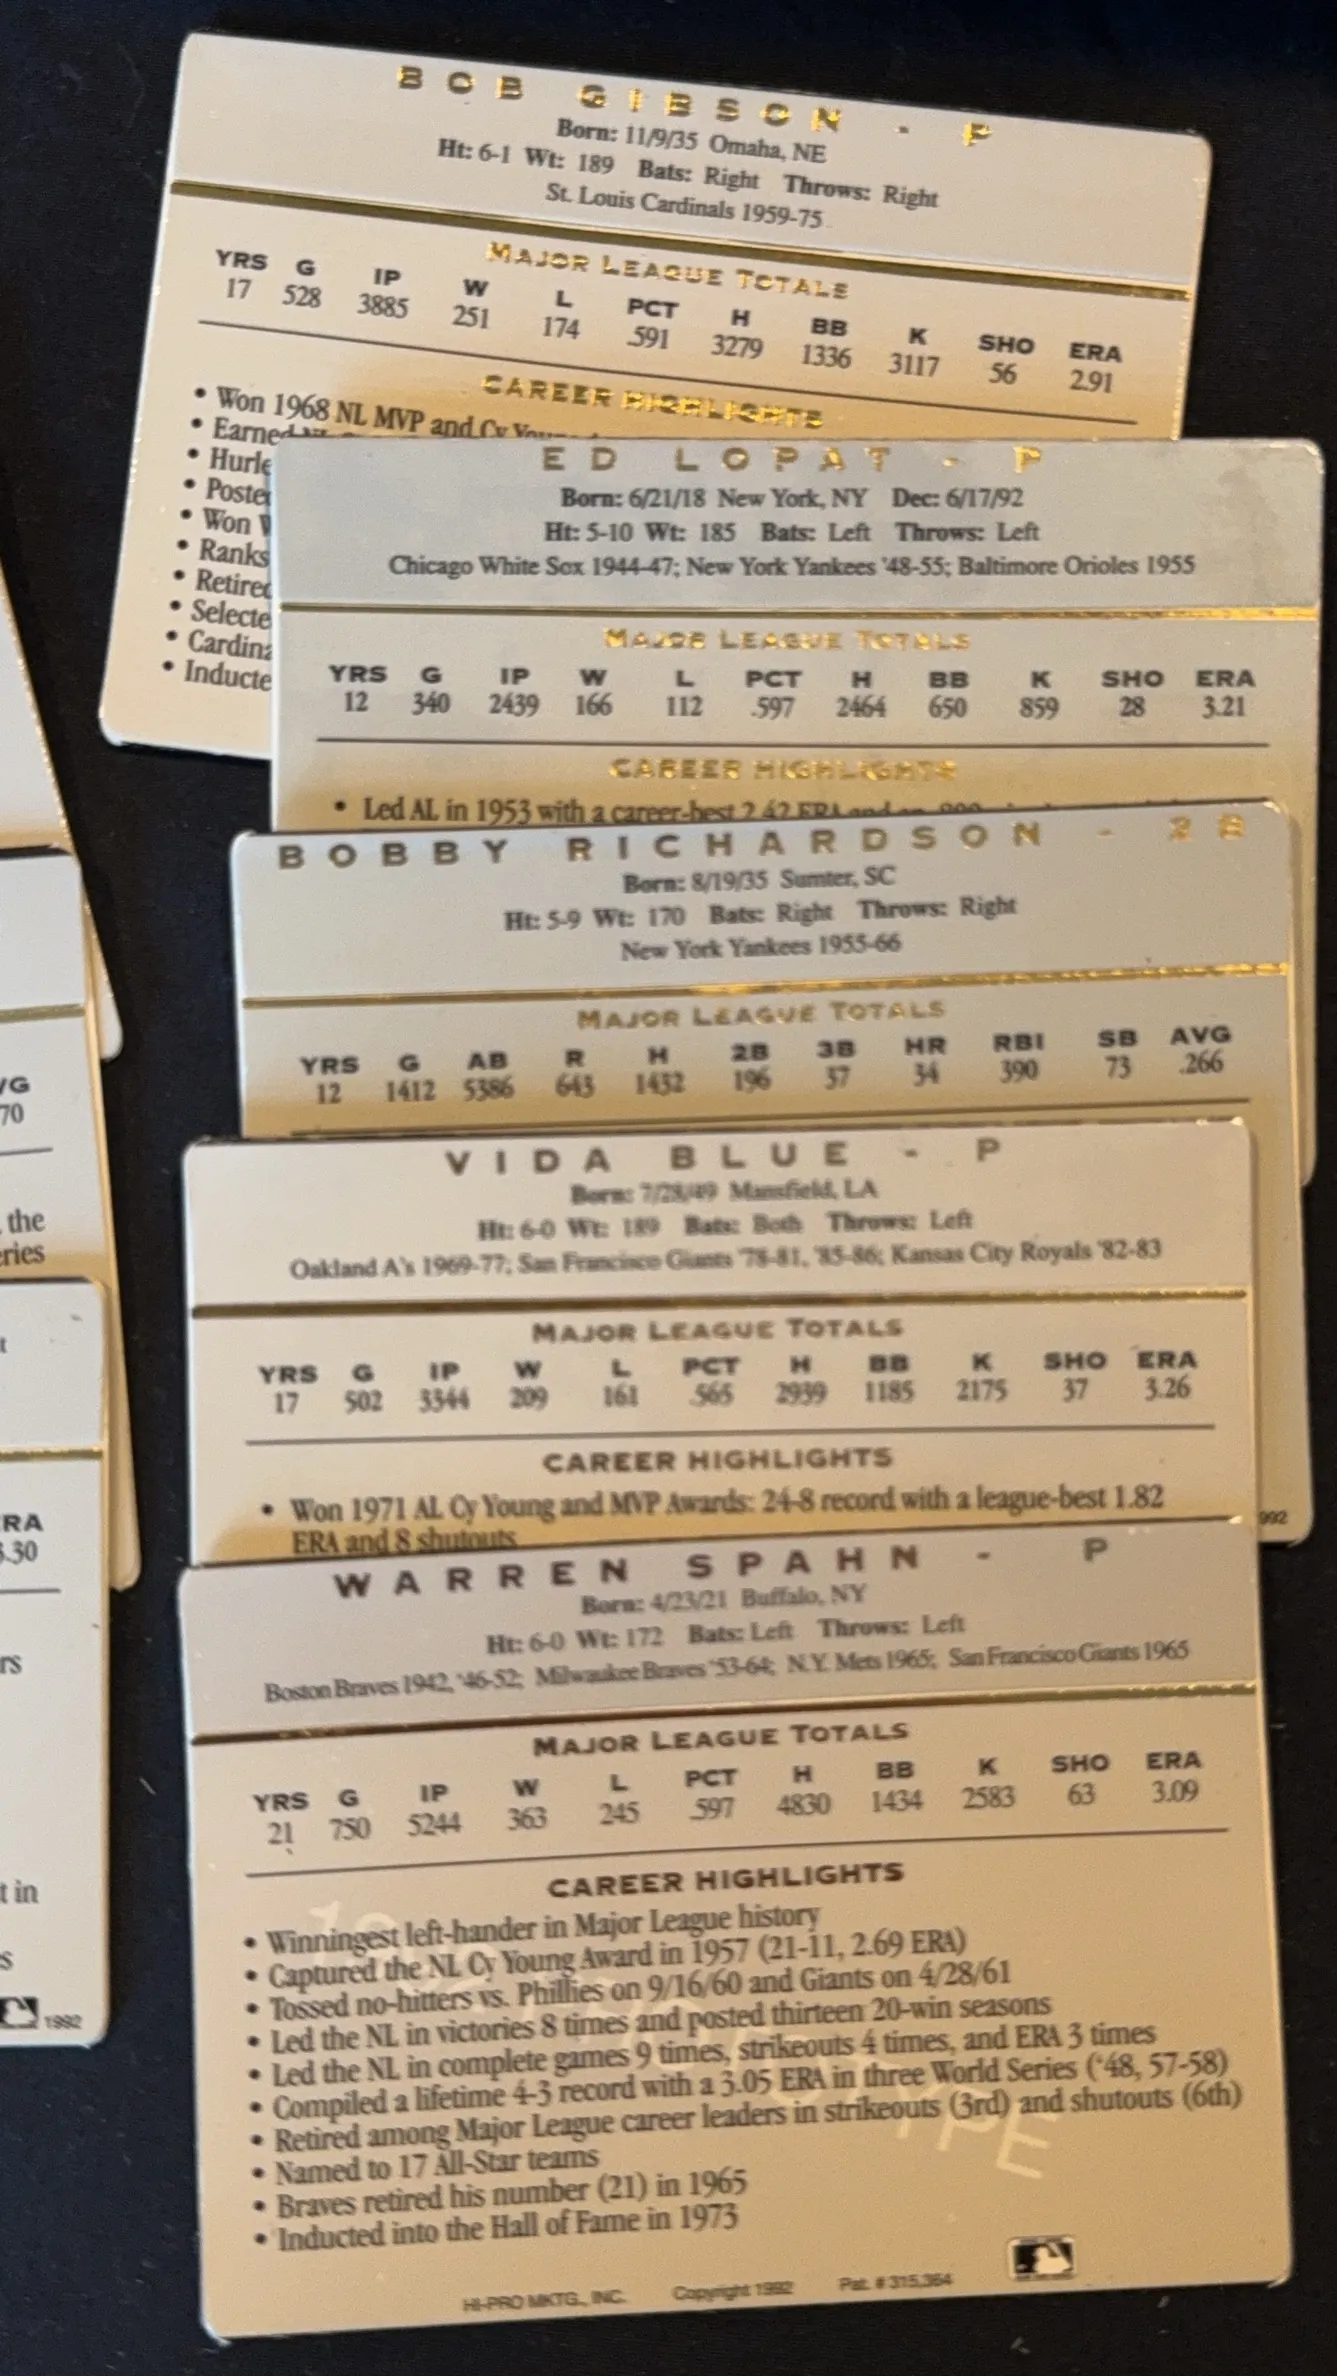 BOB GIBSON - P
Born: 11/9/35 Omaha, NE
Ht: 6-1 Wt: 189 Bats: Right Throws: Right
St. Louis Cardinals 1959-75
MAJOR LEAGUE TOTALS
YRS G IP W L PCT H BB K SHO ERA
17 528 3885 251 174 .591 3279 1336 3117 56 2.91
CAREER HIGHLIGHTS
• Won 1968 NL MVP and Cy
• Earned
• Hurle
• Poste
• Won
• Ranks
• Retired
• Selecte
• Cardina
• Inducte
ED LOPAT - P
Born: 6/21/18 New York, NY Dec: 6/17/92
Ht: 5-10 Wt: 185 Bats: Left Throws: Left
Chicago White Sox 1944-47; New York Yankees '48-55; Baltimore Orioles 1955
MAJOR LEAGUE TOTALS
YRS G IP W L PCT H BB K SHO ERA
12 340 2439 166 112 .597 2464 650 859 28 3.21
CAREER HIGHLIGHTS
• Led AL in 1953 with a career-best 2.42 ERA and
BOBBY RICHARDSON - 2B
Born: 8/19/35 Sumter, SC
Ht: 5-9 Wt: 170 Bats: Right Throws: Right
New York Yankees 1955-66
MAJOR LEAGUE TOTALS
YRS G AB R H 2B 3B HR RBI SB AVG
12 1412 5386 643 1432 196 37 34 390 73 .266
VIDA BLUE - P
Born: 7/28/49 Mansfield, LA
Ht: 6-0 Wt: 189 Bats: Both Throws: Left
Oakland A's 1969-77; San Francisco Giants '78-81, '85-86; Kansas City Royals '82-83
MAJOR LEAGUE TOTALS
YRS G IP W L PCT H BB K SHO ERA
17 502 3344 209 161 .565 2939 1185 2175 37 3.26
CAREER HIGHLIGHTS
• Won 1971 AL Cy Young and MVP Awards: 24-8 record with a league-best 1.82
ERA and 8 shutouts
992
WARREN SPAHN - P
Born: 4/23/21 Buffalo, NY
Ht: 6-0 Wt: 172 Bats: Left Throws: Left
Boston Braves 1942, '46-52; Milwaukee Braves '53-64; N.Y. Mets 1965; San Francisco Giants 1965
MAJOR LEAGUE TOTALS
YRS G IP W L PCT H BB K SHO ERA
21 750 5244 363 245 .597 4830 1434 2583 63 3.09
CAREER HIGHLIGHTS
• Winningest left-hander in Major League history
• Captured the NL Cy Young Award in 1957 (21-11, 2.69 ERA)
• Tossed no-hitters vs. Phillies on 9/16/60 and Giants on 4/28/61
• Led the NL in victories 8 times and posted thirteen 20-win seasons
• Led the NL in complete games 9 times, strikeouts 4 times, and ERA 3 times
• Compiled a lifetime 4-3 record with a 3.05 ERA in three World Series ('48, 57-58)
• Retired among Major League career leaders in strikeouts (3rd) and shutouts (6th)
• Named to 17 All-Star teams
• Braves retired his number (21) in 1965
• Inducted into the Hall of Fame in 1973
HI-PRO MKTG., INC. Copyright 1992 Pat. # 315,364
VG
70
the
eries
t
RA
.30
rs
t in
s
1992